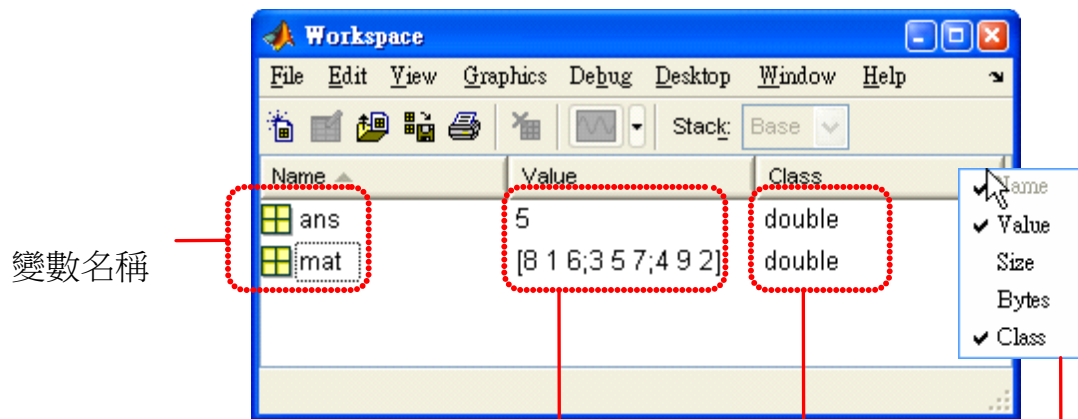 Workspace
File Edit View Graphics Debug Desktop Window Help
Stack: Base
Name Value Class
ans 5 double
mat [8 1 6;3 5 7;4 9 2] double
變數名稱
Name
Value
Size
Bytes
Class